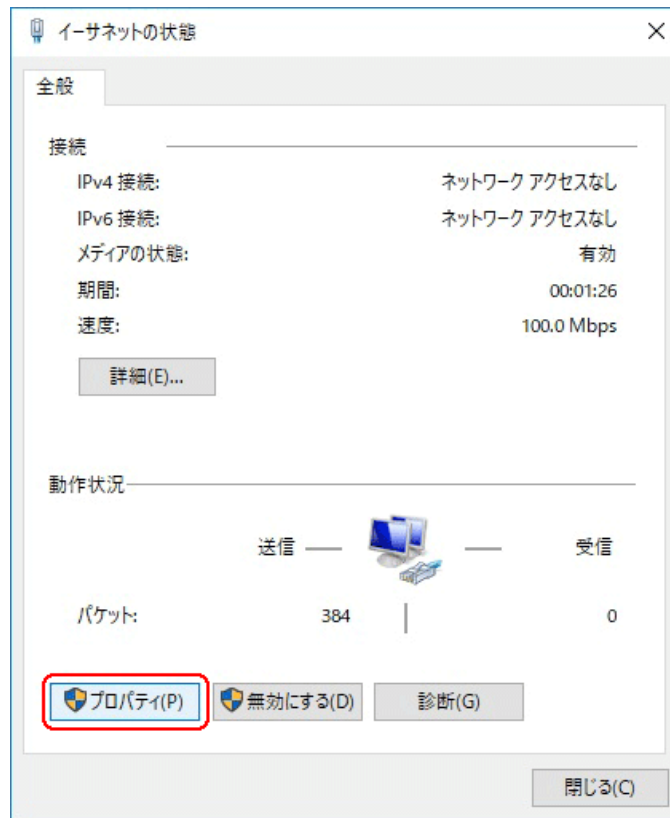 イーサネットの状態
全般
接続
IPv4 接続: ネットワーク アクセスなし
IPv6 接続: ネットワーク アクセスなし
メディアの状態: 有効
期間: 00:01:26
速度: 100.0 Mbps
詳細(E)...
動作状況
送信 受信
パケット: 384 0
プロパティ(P) 無効にする(D) 診断(G)
閉じる(C)